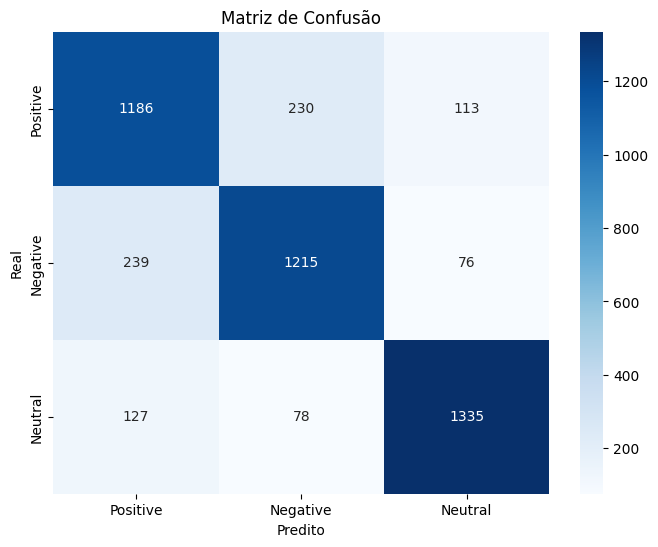 Matriz de Confusão
Real
Positive
1186 230 113
Negative
239 1215 76
Neutral
127 78 1335
Positive Negative Neutral
Predito
1200
1000
800
600
400
200